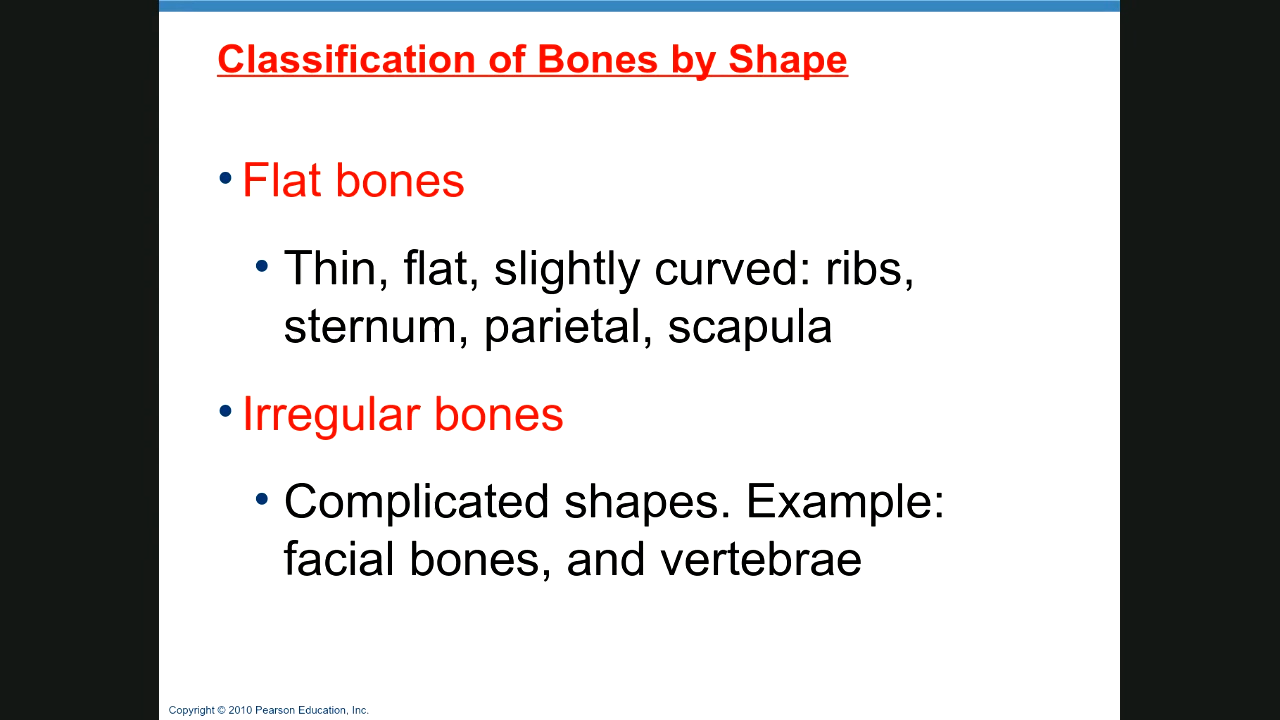 Classification of Bones by Shape
• Flat bones
• Thin, flat, slightly curved: ribs,
sternum, parietal, scapula
• Irregular bones
• Complicated shapes. Example:
facial bones, and vertebrae
Copyright © 2010 Pearson Education, Inc.